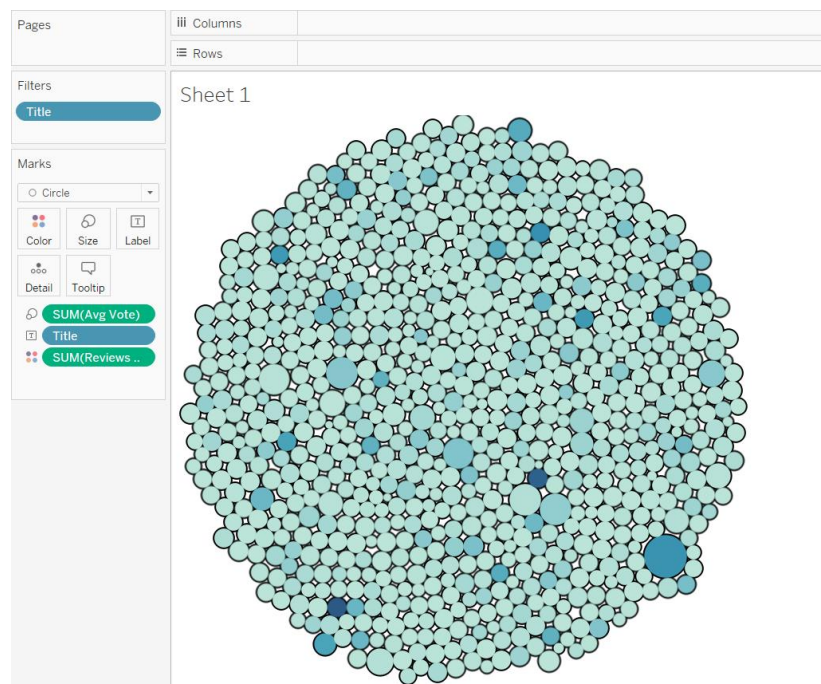 Pages
Columns
Rows
Filters
Title
Sheet 1
Marks
Circle
Color Size Label
Detail Tooltip
SUM(Avg Vote)
Title
SUM(Reviews ..